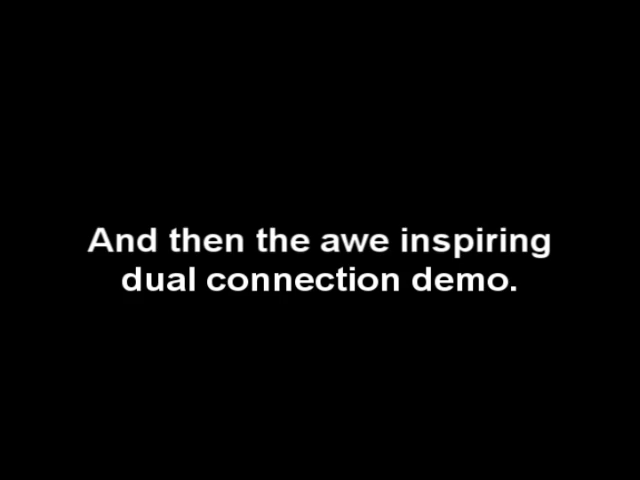 And then the awe inspiring
dual connection demo.